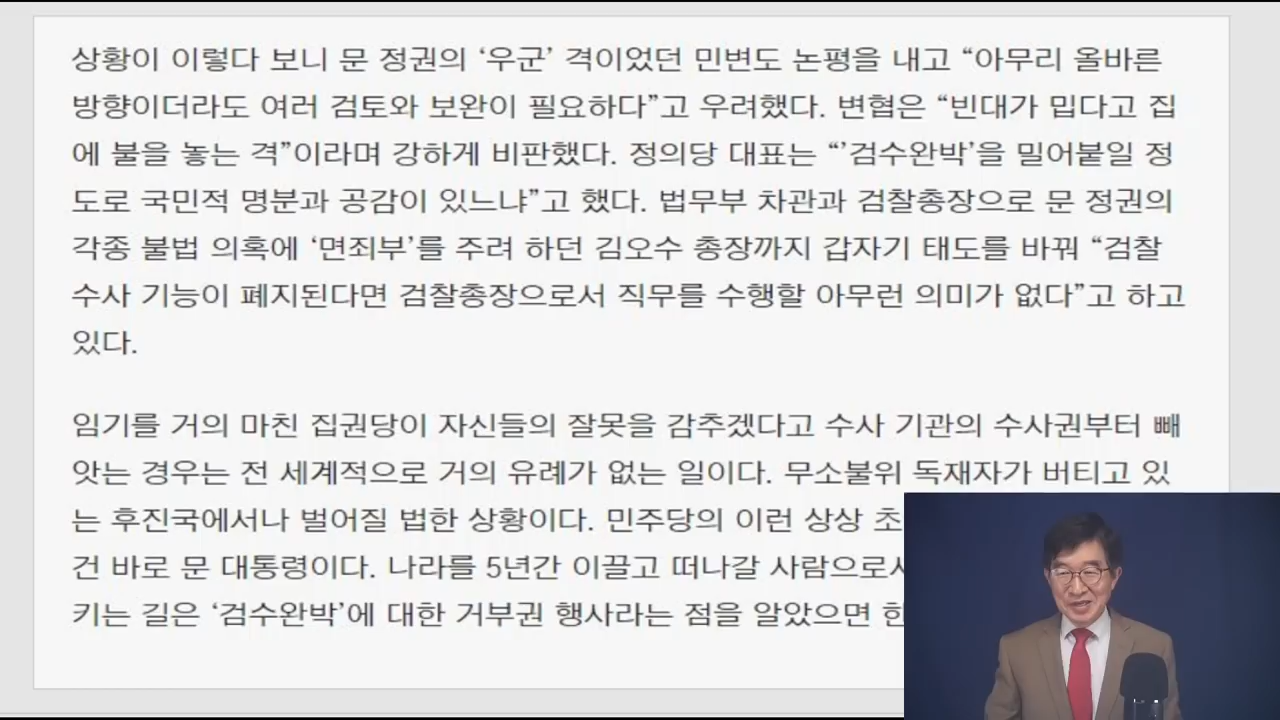 상황이 이렇다 보니 문 정권의 ‘우군’ 격이었던 민변도 논평을 내고 “아무리 올바른
방향이더라도 여러 검토와 보완이 필요하다”고 우려했다. 변협은 “빈대가 밉다고 집
에 불을 놓는 격”이라며 강하게 비판했다. 정의당 대표는 “’검수완박’을 밀어붙일 정
도로 국민적 명분과 공감이 있느냐”고 했다. 법무부 차관과 검찰총장으로 문 정권의
각종 불법 의혹에 ‘면죄부’를 주려 하던 김오수 총장까지 갑자기 태도를 바꿔 “검찰
수사 기능이 폐지된다면 검찰총장으로서 직무를 수행할 아무런 의미가 없다”고 하고
있다.
임기를 거의 마친 집권당이 자신들의 잘못을 감추겠다고 수사 기관의 수사권부터 빼
앗는 경우는 전 세계적으로 거의 유례가 없는 일이다. 무소불위 독재자가 버티고 있
는 후진국에서나 벌어질 법한 상황이다. 민주당의 이런 상상 초
건 바로 문 대통령이다. 나라를 5년간 이끌고 떠나갈 사람으로서
키는 길은 ‘검수완박’에 대한 거부권 행사라는 점을 알았으면 한